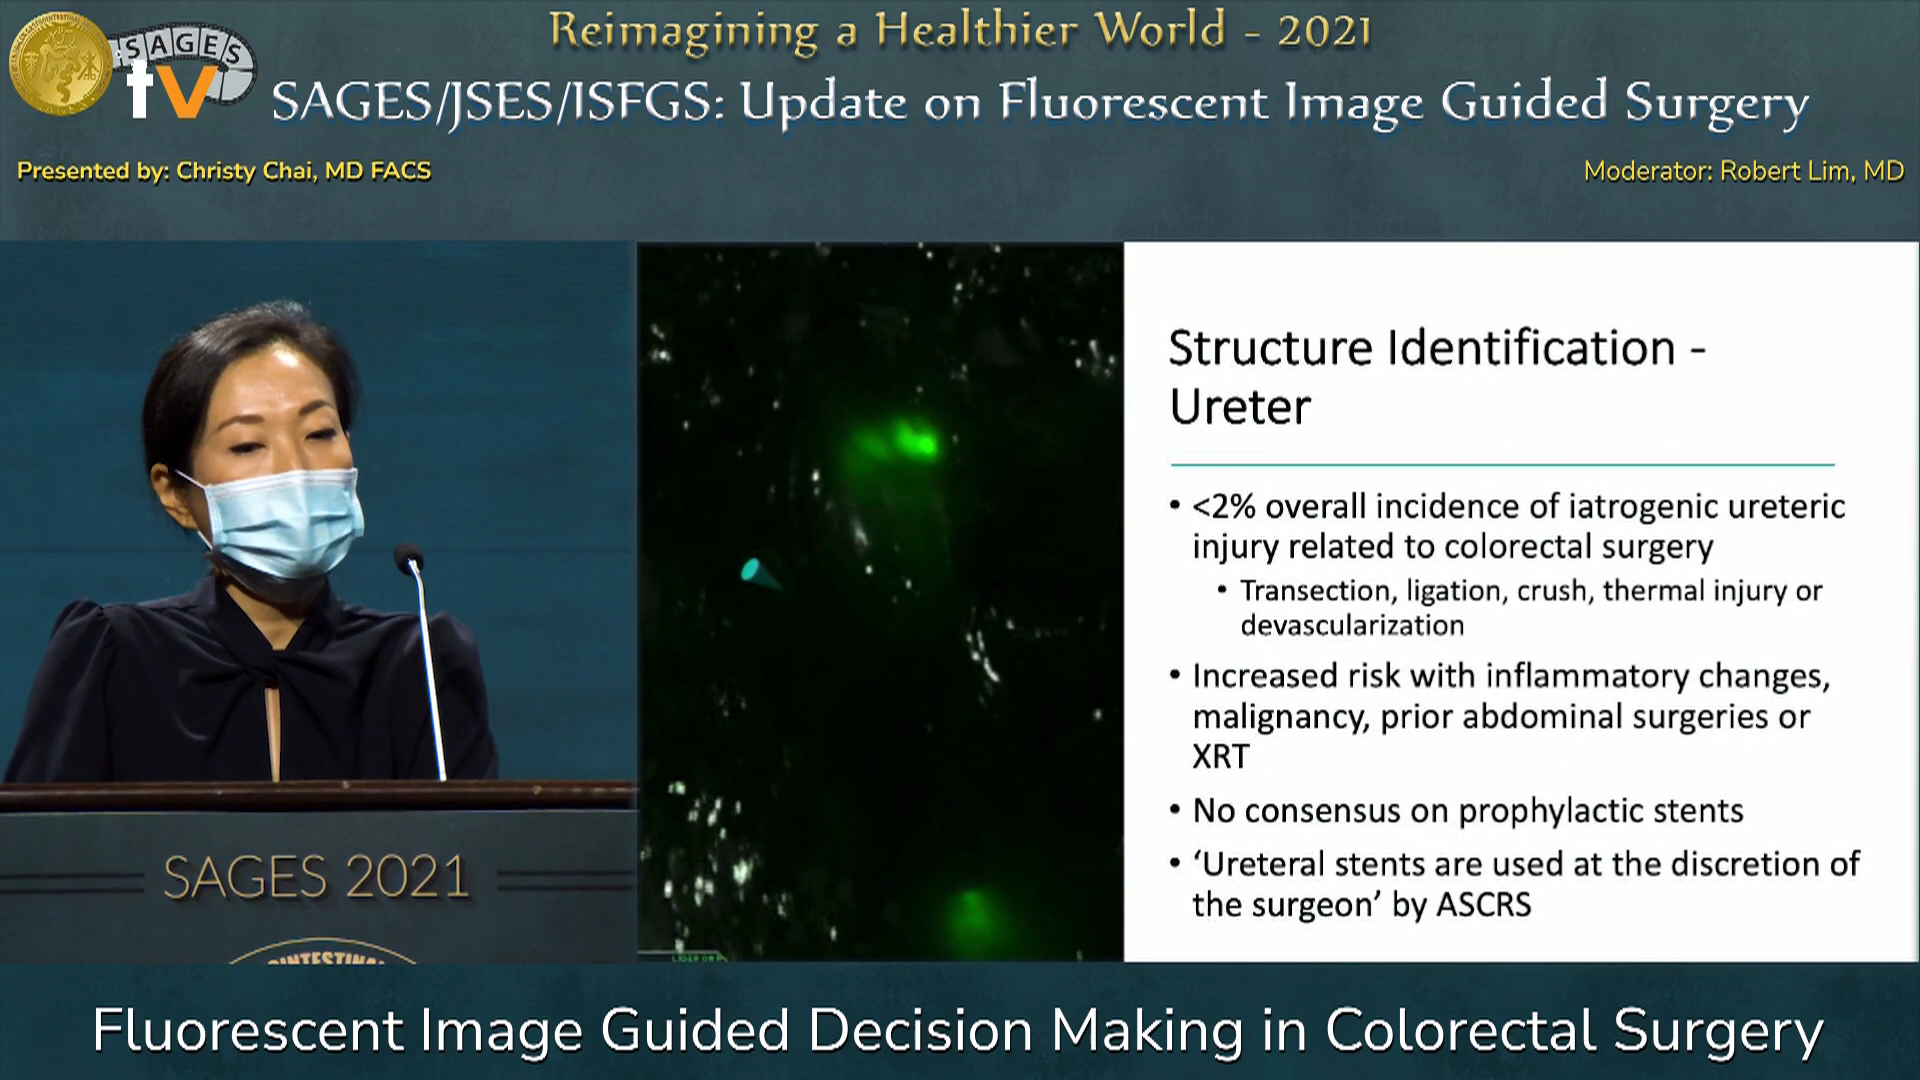 Reimagining a Healthier World - 2021
SAGES
tv
SAGES/JSES/ISFGS: Update on Fluorescent Image Guided Surgery
Presented by: Christy Chai, MD FACS
Moderator: Robert Lim, MD
Structure Identification -
Ureter
• <2% overall incidence of iatrogenic ureteric
injury related to colorectal surgery
• Transection, ligation, crush, thermal injury or
devascularization
• Increased risk with inflammatory changes,
malignancy, prior abdominal surgeries or
XRT
• No consensus on prophylactic stents
• ‘Ureteral stents are used at the discretion of
the surgeon’ by ASCRS
SAGES 2021
Fluorescent Image Guided Decision Making in Colorectal Surgery